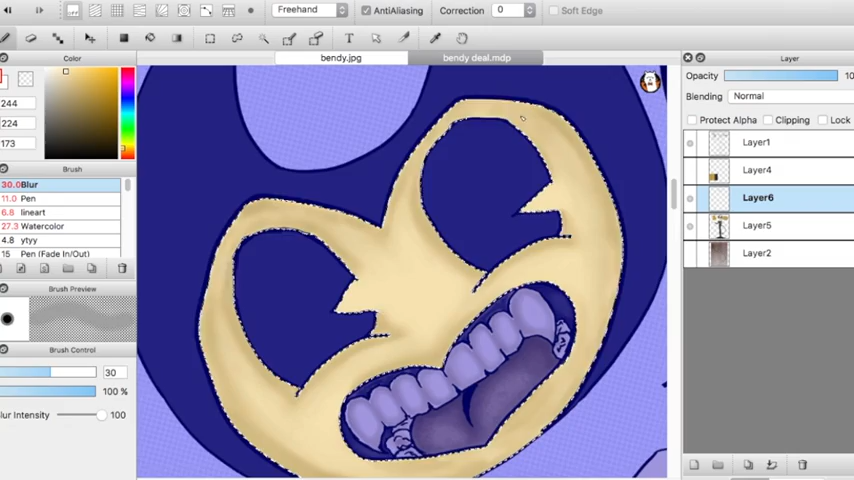 Freehand
AntiAliasing
Correction
0
Soft Edge
bendy.jpg
bendy deal.mdp
Color
244
224
173
Brush
30.0 Blur
11.0 Pen
6.8 lineart
27.3 Watercolor
4.8 ytyy
15 Pen (Fade In/Out)
Brush Preview
Brush Control
30
100 %
lur Intensity
100
Layer
Opacity
10
Blending
Normal
Protect Alpha
Clipping
Lock
Layer1
Layer4
Layer6
Layer5
Layer2